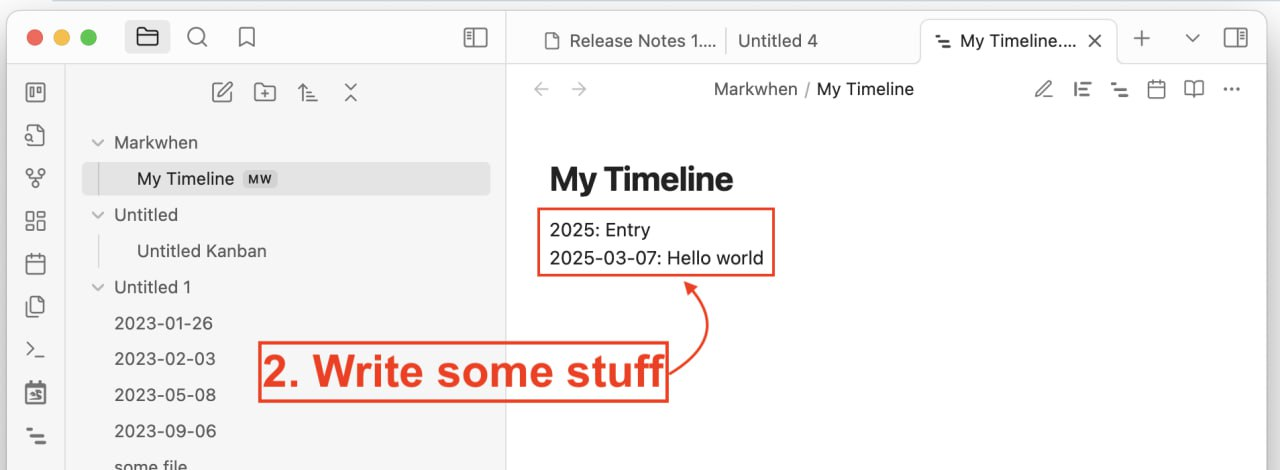 Release Notes 1....
Untitled 4
My Timeline....
Markwhen / My Timeline
Markwhen
My Timeline MW
Untitled
Untitled Kanban
Untitled 1
2023-01-26
2023-02-03
2023-05-08
2023-09-06
some file
My Timeline
2025: Entry
2025-03-07: Hello world
2. Write some stuff